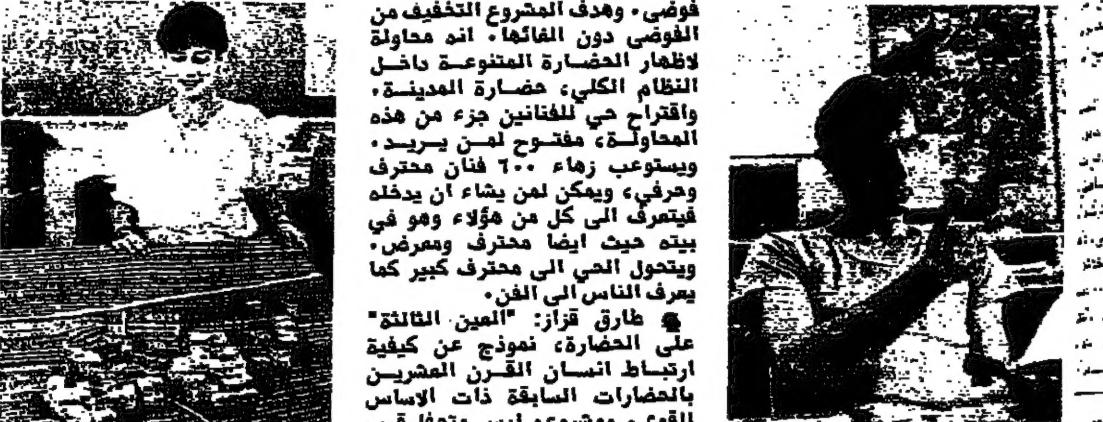 فوضى. وهدف المشروع التخفيف من
الفوضى دون الغائها. انه محاولة
لاظهار الحضارة المتنوعة داخل
النظام الكلي، حضارة المدينة.
واقتراح حي للفنانين جزء من هذه
المحاولة، مفتوح لمن يريد.
ويستوعب زهاء ٦٠٠ فنان محترف
وحرفي، ويمكن لمن يشاء ان يدخله
فيتعرف الى كل من هؤلاء وهو في
بيته حيث ايضا محترف ومعرض.
ويتحول الحي الى محترف كبير كما
يعرف الناس الى الفن.
طارق قزاز: "العين الثالثة"
على الحضارة، نموذج عن كيفية
ارتباط انسان القرن العشرين
بالحضارات السابقة ذات الاساس